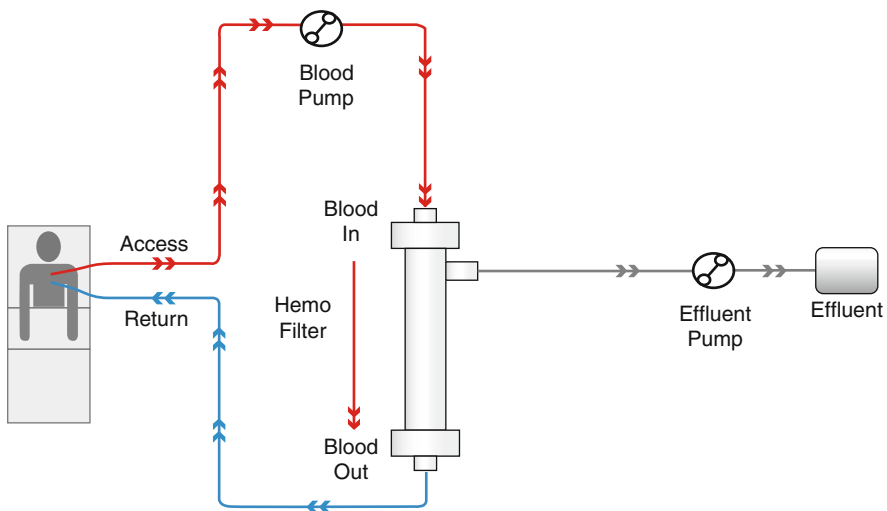 Blood
Pump
Blood
In
Access
Hemo
Filter
Return
Effluent
Pump
Effluent
Blood
Out